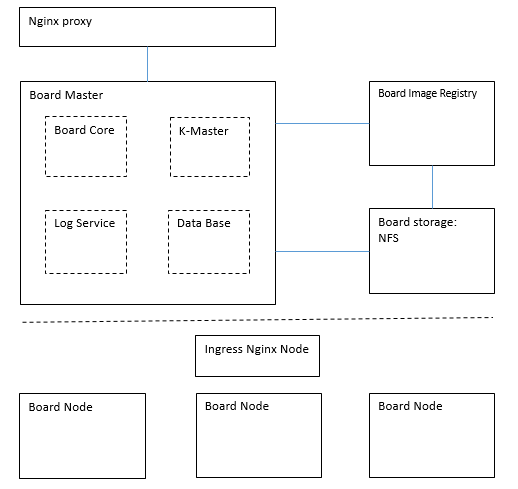 Nginx proxy
Board Master
Board Core
K-Master
Log Service
Data Base
Board Image Registry
Board storage:
NFS
Ingress Nginx Node
Board Node
Board Node
Board Node